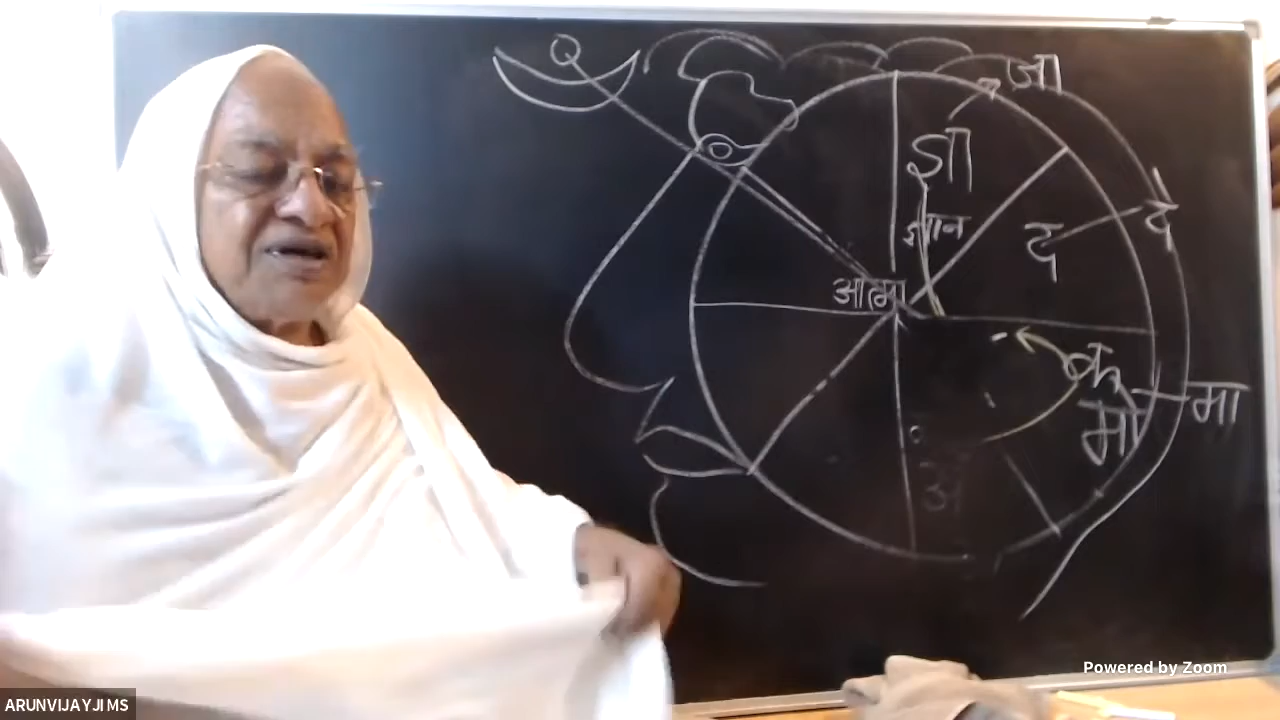 जा
ज्ञा
ज्ञान
द
दे
आत्मा
मो
मा
अं
Powered by Zoom
ARUNVIJAYJI MS